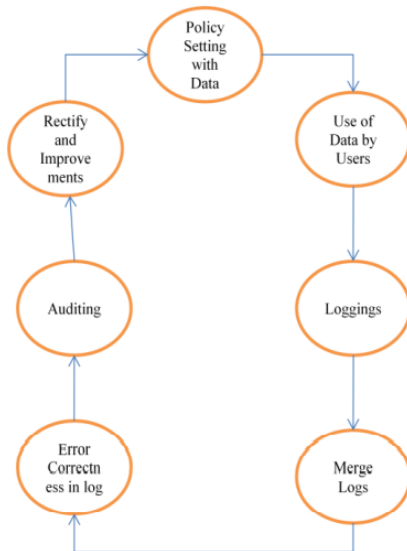 Policy
Setting
with
Data
Use of
Data by
Users
Loggings
Merge
Logs
Error
Correctn
ess in log
Auditing
Rectify
and
Improve
ments